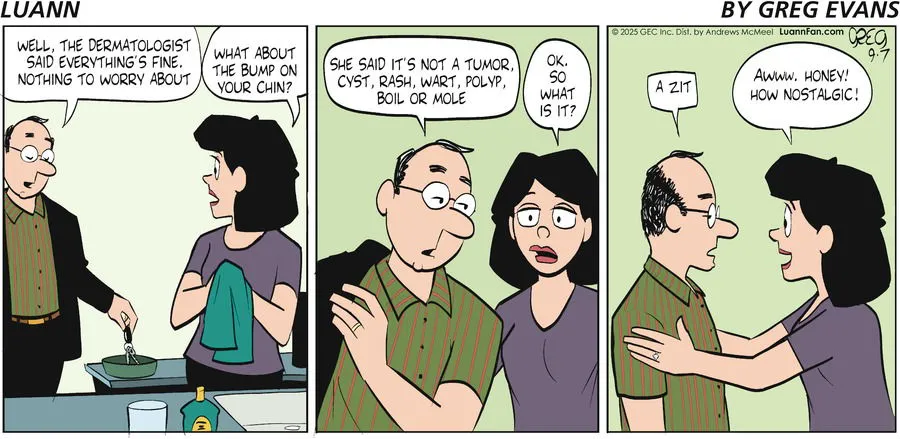 LUANN
BY GREG EVANS
WELL, THE DERMATOLOGIST
SAID EVERYTHING'S FINE.
NOTHING TO WORRY ABOUT
WHAT ABOUT
THE BUMP ON
YOUR CHIN?
SHE SAID IT'S NOT A TUMOR,
CYST, RASH, WART, POLYP,
BOIL OR MOLE
OK.
SO
WHAT
IS IT?
© 2025 GEC Inc. Dist. by Andrews McMeel LuannFan.com
GREG
9-7
A ZIT
Awww. HONEY!
HOW NOSTALGIC!